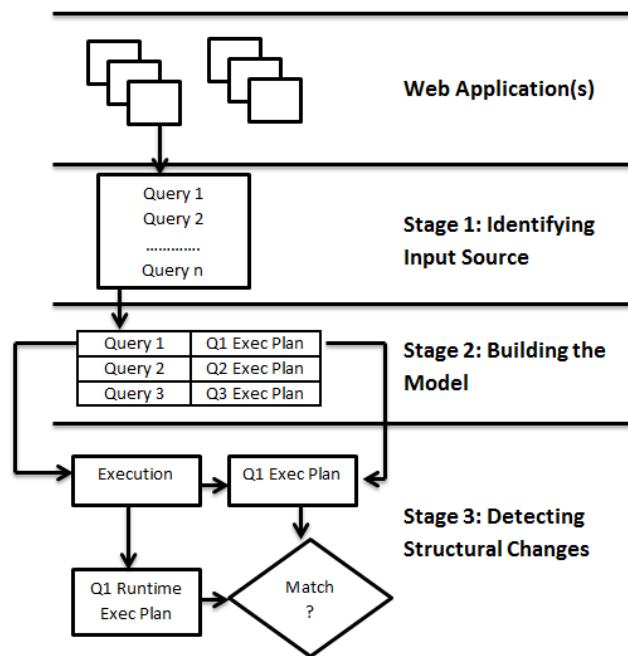 Web Application(s)
Query 1
Query 2
.............
Query n
Stage 1: Identifying
Input Source
Query 1 Q1 Exec Plan
Query 2 Q2 Exec Plan
Query 3 Q3 Exec Plan
Stage 2: Building the
Model
Execution
Q1 Exec Plan
Q1 Runtime
Exec Plan
Match
?
Stage 3: Detecting
Structural Changes